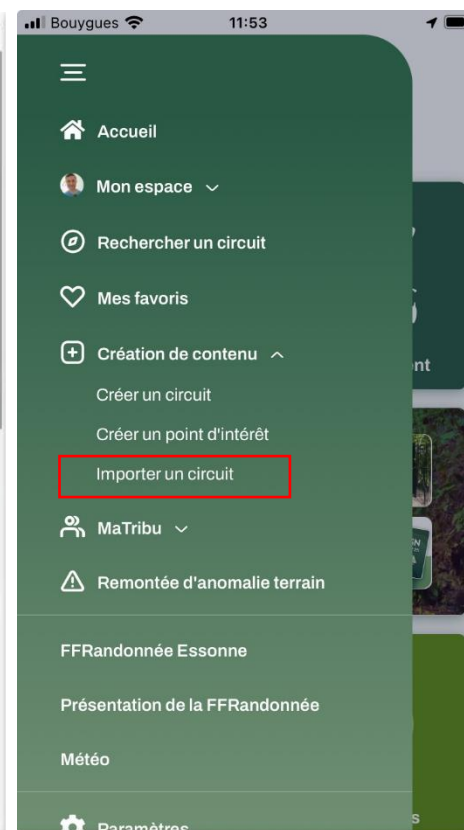 Bouygues 11:53
Accueil
Mon espace
Rechercher un circuit
Mes favoris
Création de contenu
nt
Créer un circuit
Créer un point d'intérêt
Importer un circuit
MaTribu
Remontée d'anomalie terrain
FFRandonnée Essonne
Présentation de la FFRandonnée
Météo
Paramètres
s